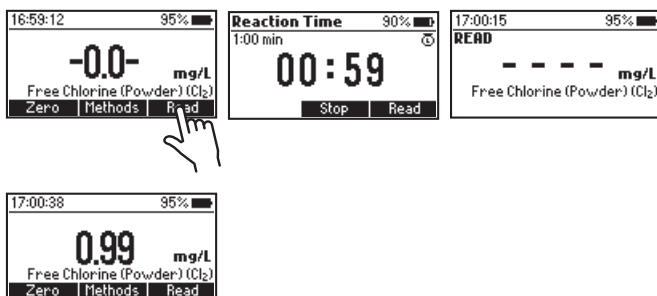 16:59:12 95%
-0.0- mg/L
Free Chlorine (Powder) (Cl₂)
Zero Methods Read
Reaction Time 90%
1:00 min
00:59
Stop Read
17:00:15 95%
READ
- - - - mg/L
Free Chlorine (Powder) (Cl₂)
17:00:38 95%
0.99 mg/L
Free Chlorine (Powder) (Cl₂)
Zero Methods Read